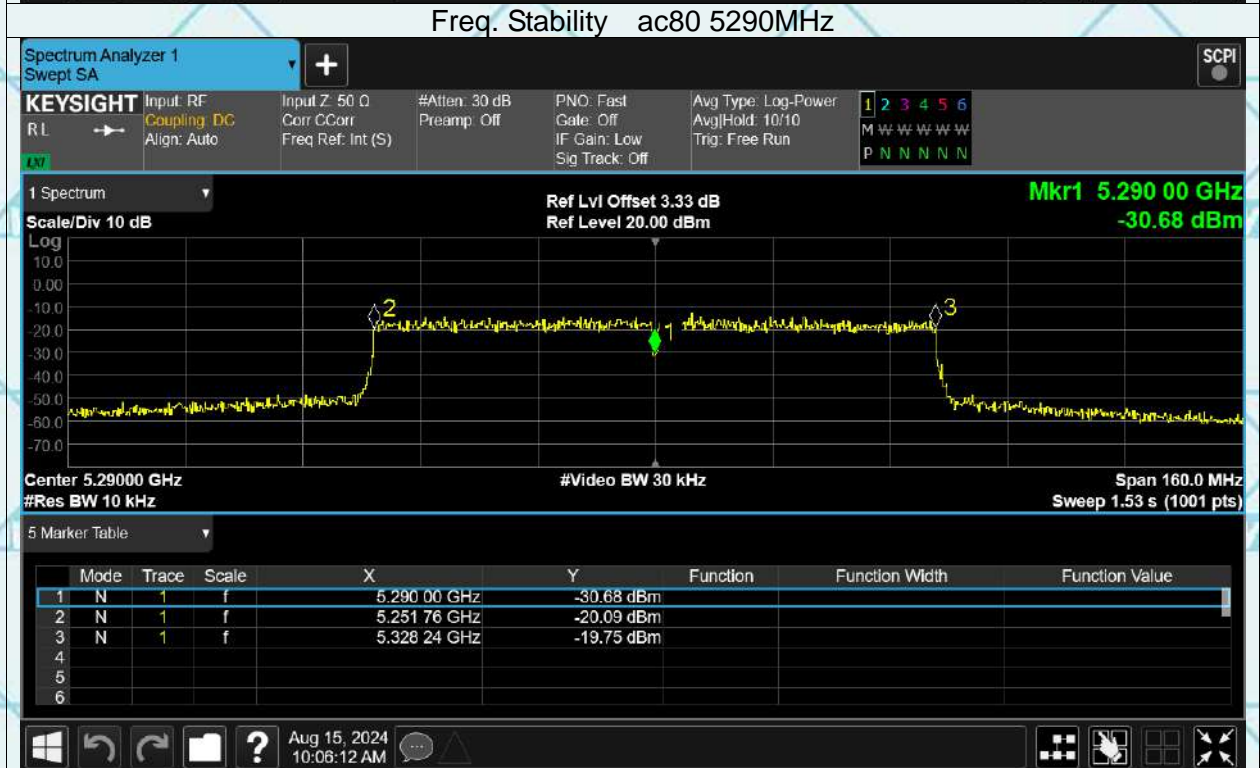 Freq. Stability ac80 5290MHz
Spectrum Analyzer 1
Swept SA
+
SCPI
KEYSIGHT
RL
LXI
Input: RF
Coupling: DC
Align: Auto
Input Z: 50 Ω
Corr CCorr
Freq Ref: Int (S)
#Atten: 30 dB
Preamp: Off
PNO: Fast
Gate: Off
IF Gain: Low
Sig Track: Off
Avg Type: Log-Power
Avg|Hold: 10/10
Trig: Free Run
1 2 3 4 5 6
M W W W W W
P N N N N N
1 Spectrum
Scale/Div 10 dB
Ref Lvl Offset 3.33 dB
Ref Level 20.00 dBm
Mkr1 5.290 00 GHz
-30.68 dBm
Log
10.0
0.00
-10.0
-20.0
-30.0
-40.0
-50.0
-60.0
-70.0
2
1
3
Center 5.29000 GHz
#Video BW 30 kHz
Span 160.0 MHz
#Res BW 10 kHz
Sweep 1.53 s (1001 pts)
5 Marker Table
Mode Trace Scale X Y Function Function Width Function Value
1 N 1 f 5.290 00 GHz -30.68 dBm
2 N 1 f 5.251 76 GHz -20.09 dBm
3 N 1 f 5.328 24 GHz -19.75 dBm
4
5
6
?
Aug 15, 2024
10:06:12 AM